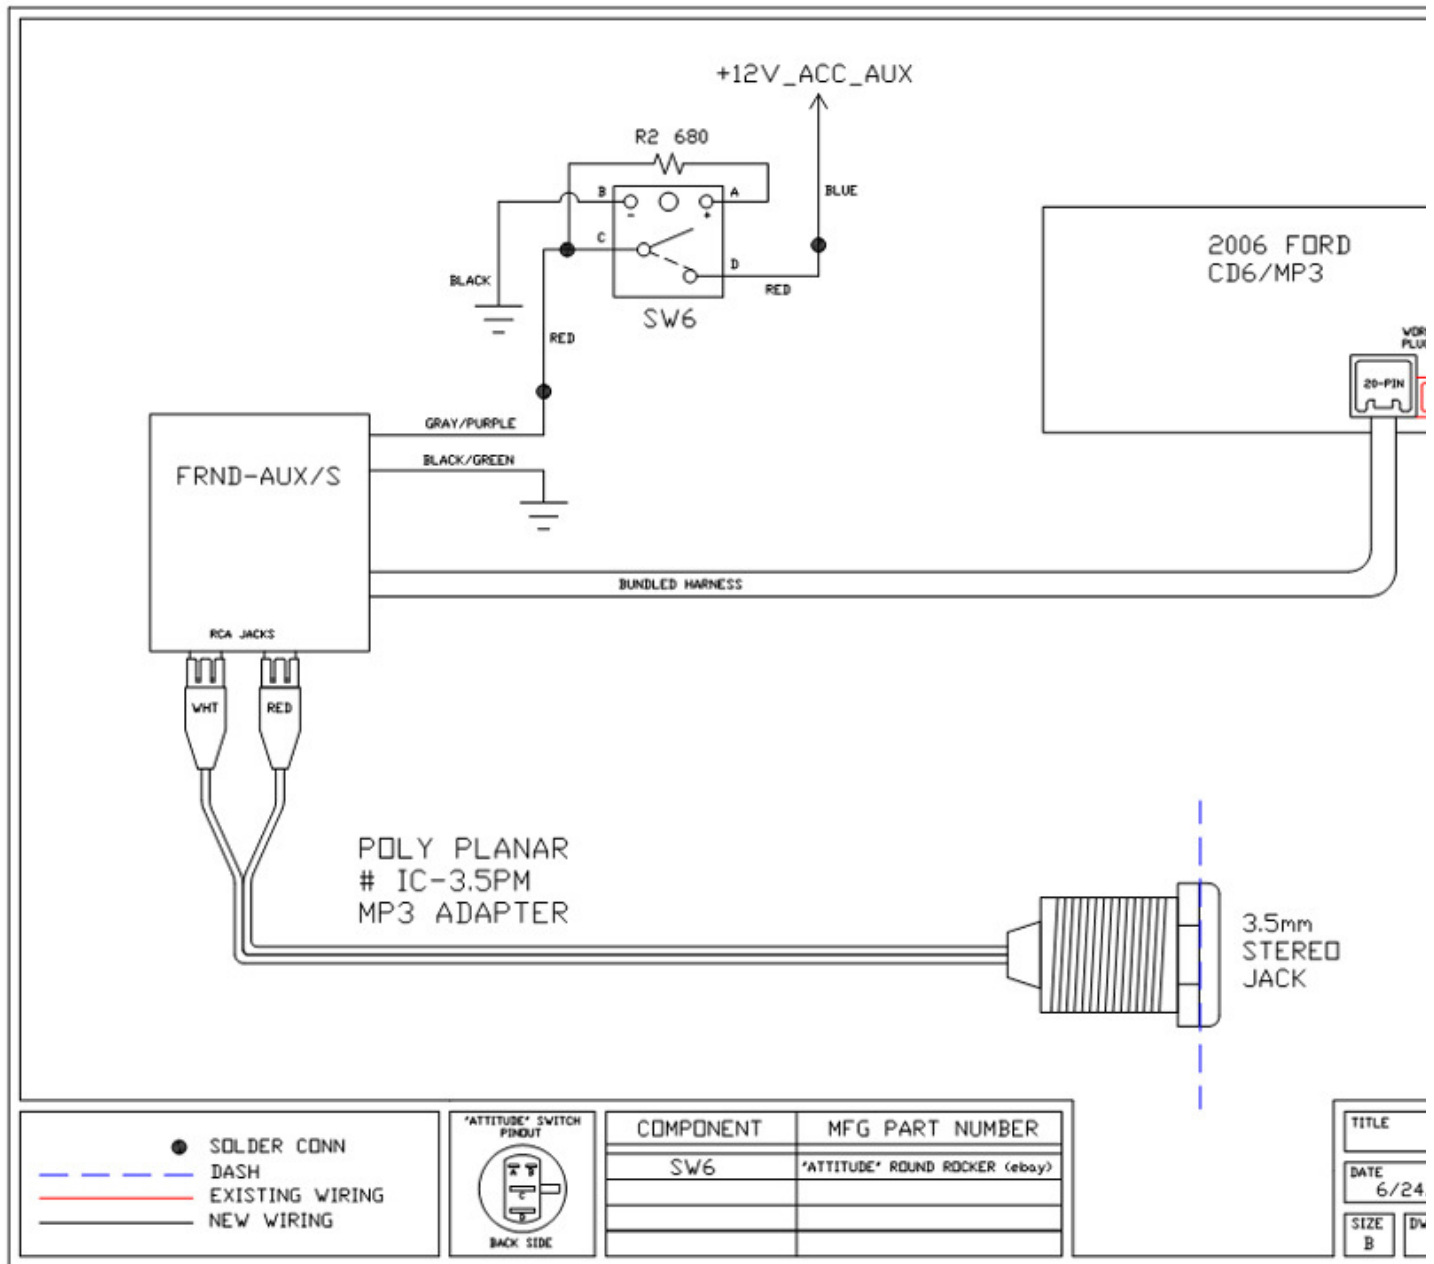 +12V_ACC_AUX
R2 680
B
A
BLUE
-
+
C
D
BLACK
RED
SW6
RED
2006 FORD
CD6/MP3
20-PIN
GRAY/PURPLE
BLACK/GREEN
FRND-AUX/S
BUNDLED HARNESS
RCA JACKS
WHT
RED
POLY PLANAR
# IC-3.5PM
MP3 ADAPTER
3.5mm
STEREO
JACK
SOLDER CONN
DASH
EXISTING WIRING
NEW WIRING
"ATTITUDE" SWITCH
PINOUT
A B
C
D
BACK SIDE
COMPONENT MFG PART NUMBER
SW6 "ATTITUDE" ROUND ROCKER (ebay)
TITLE
DATE
6/24
SIZE
B